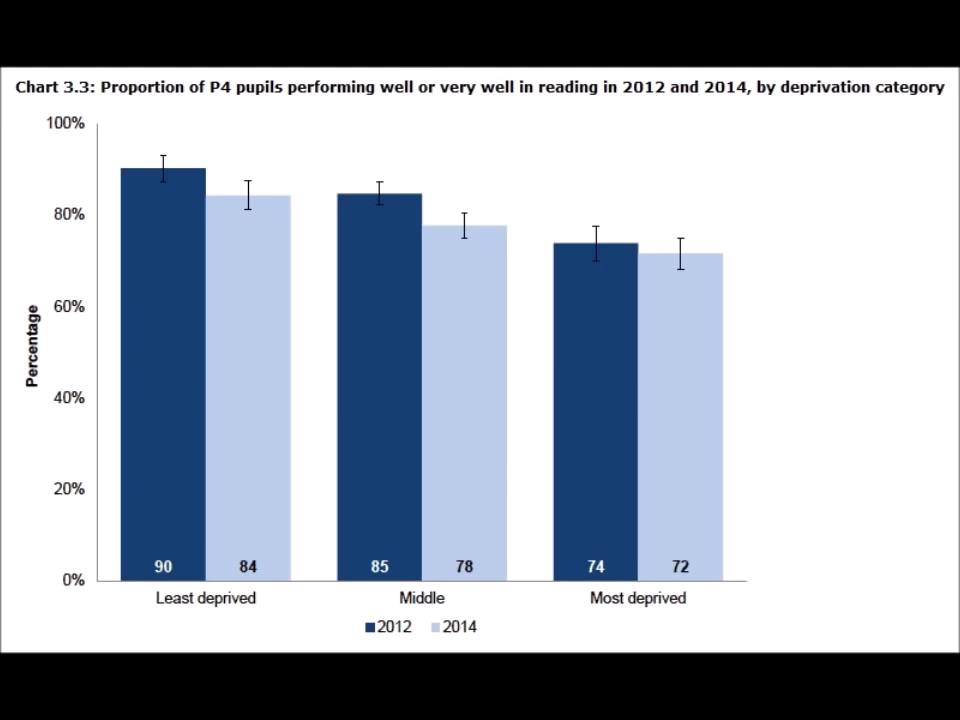 Chart 3.3: Proportion of P4 pupils performing well or very well in reading in 2012 and 2014, by deprivation category
100%
80%
60%
40%
20%
0%
Percentage
90 84 85 78 74 72
Least deprived Middle Most deprived
2012 2014